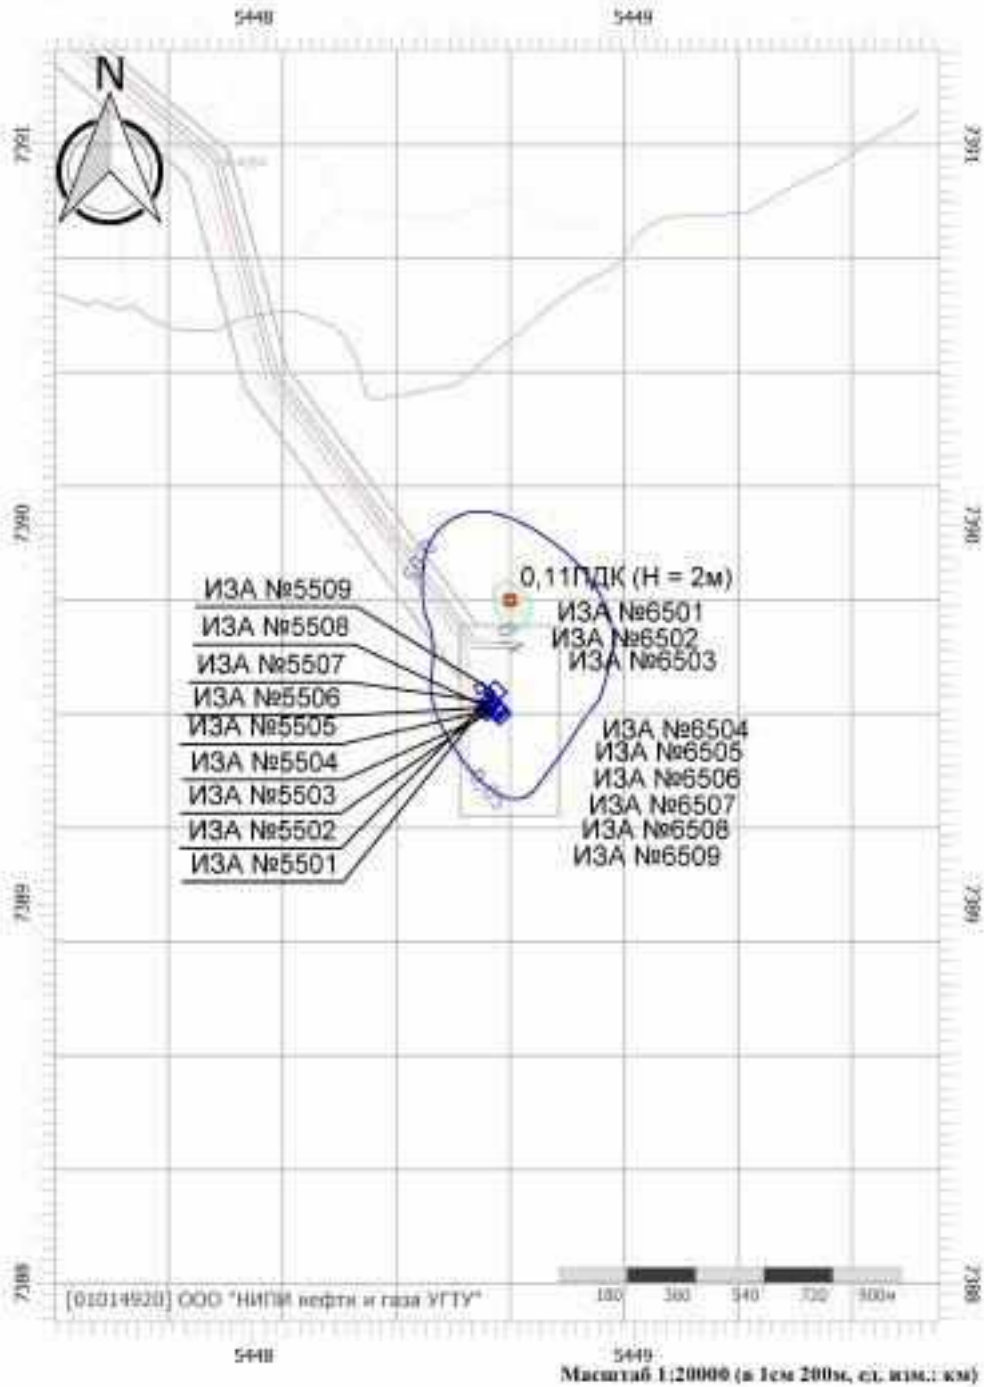 5448 5449
N
7391 7391
7390 7390
0,11ПДК (Н = 2м)
ИЗА №5509
ИЗА №6501
ИЗА №5508
ИЗА №6502
ИЗА №5507
ИЗА №6503
ИЗА №5506
ИЗА №5505
ИЗА №6504
ИЗА №6505
ИЗА №5504
ИЗА №6506
ИЗА №5503
ИЗА №6507
ИЗА №5502
ИЗА №6508
ИЗА №5501
ИЗА №6509
7389 7389
7388 7388
[01014920] ООО "НИПИ нефти и газа УГТУ"
180 360 540 720 900м
5448 5449
Масштаб 1:20000 (в 1см 200м, ед. изм.: км)